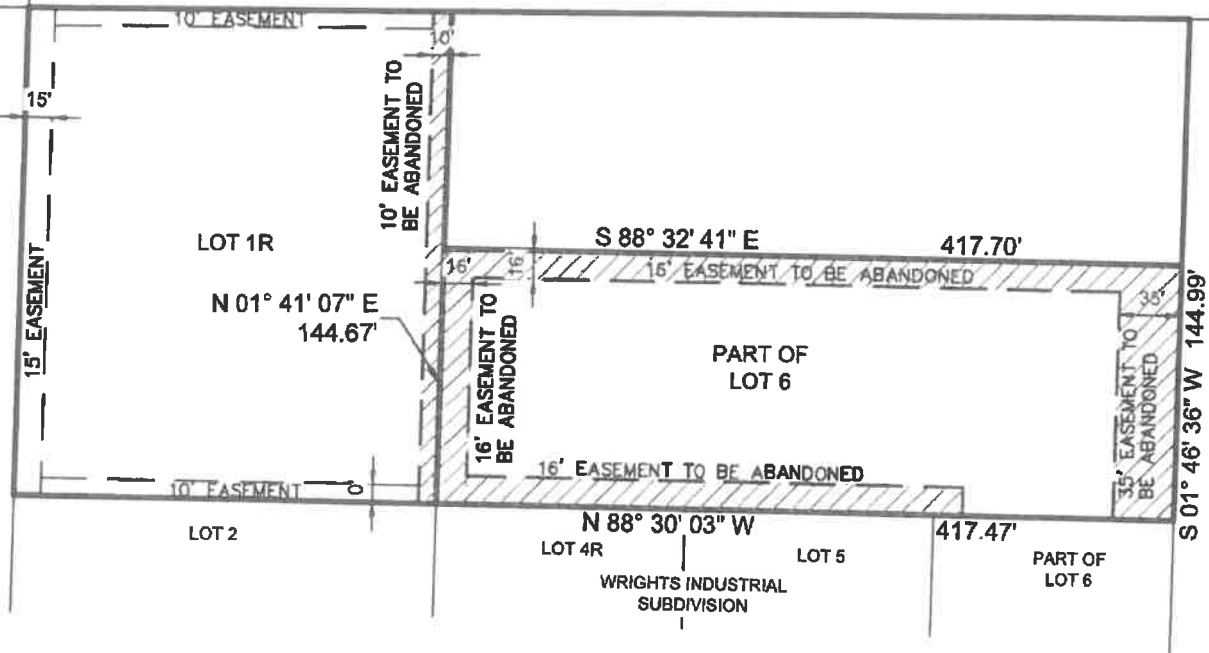 10' EASEMENT
10'
15'
10' EASEMENT TO
BE ABANDONED
LOT 1R
15' EASEMENT
S 88° 32' 41" E
417.70'
16'
16'
N 01° 41' 07" E
144.67'
16' EASEMENT TO
BE ABANDONED
EASEMENT TO BE ABANDONED
35'
PART OF
LOT 6
35' EASEMENT TO
BE ABANDONED
S 01° 46' 36" W 144.99'
16' EASEMENT TO BE ABANDONED
10' EASEMENT
N 88° 30' 03" W
417.47'
LOT 2
LOT 4R
LOT 5
PART OF
LOT 6
WRIGHTS INDUSTRIAL
SUBDIVISION